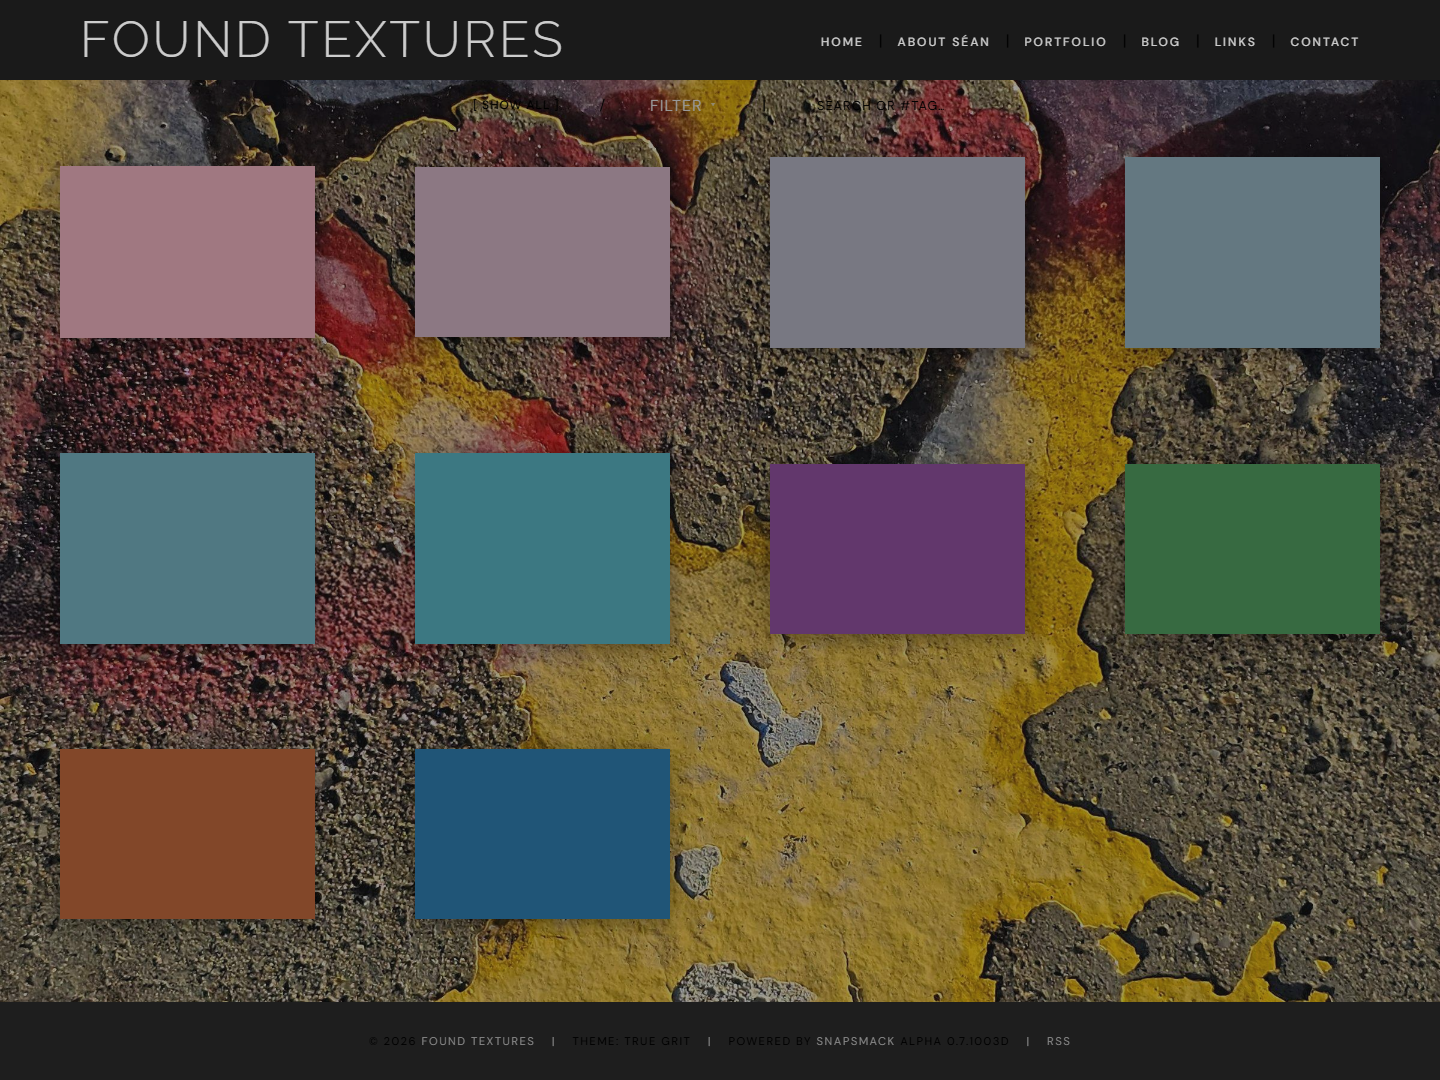 FOUND TEXTURES
HOME | ABOUT SÉAN | PORTFOLIO | BLOG | LINKS | CONTACT
[ SHOW ALL ] / FILTER | SEARCH OR #TAG...
© 2026 FOUND TEXTURES | THEME: TRUE GRIT | POWERED BY SNAPSMACK ALPHA 0.7.1003D | RSS